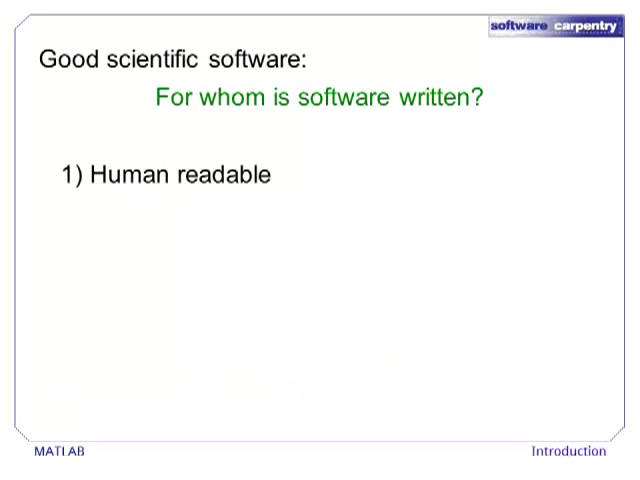 software carpentry
Good scientific software:
For whom is software written?
1) Human readable
MATLAB
Introduction